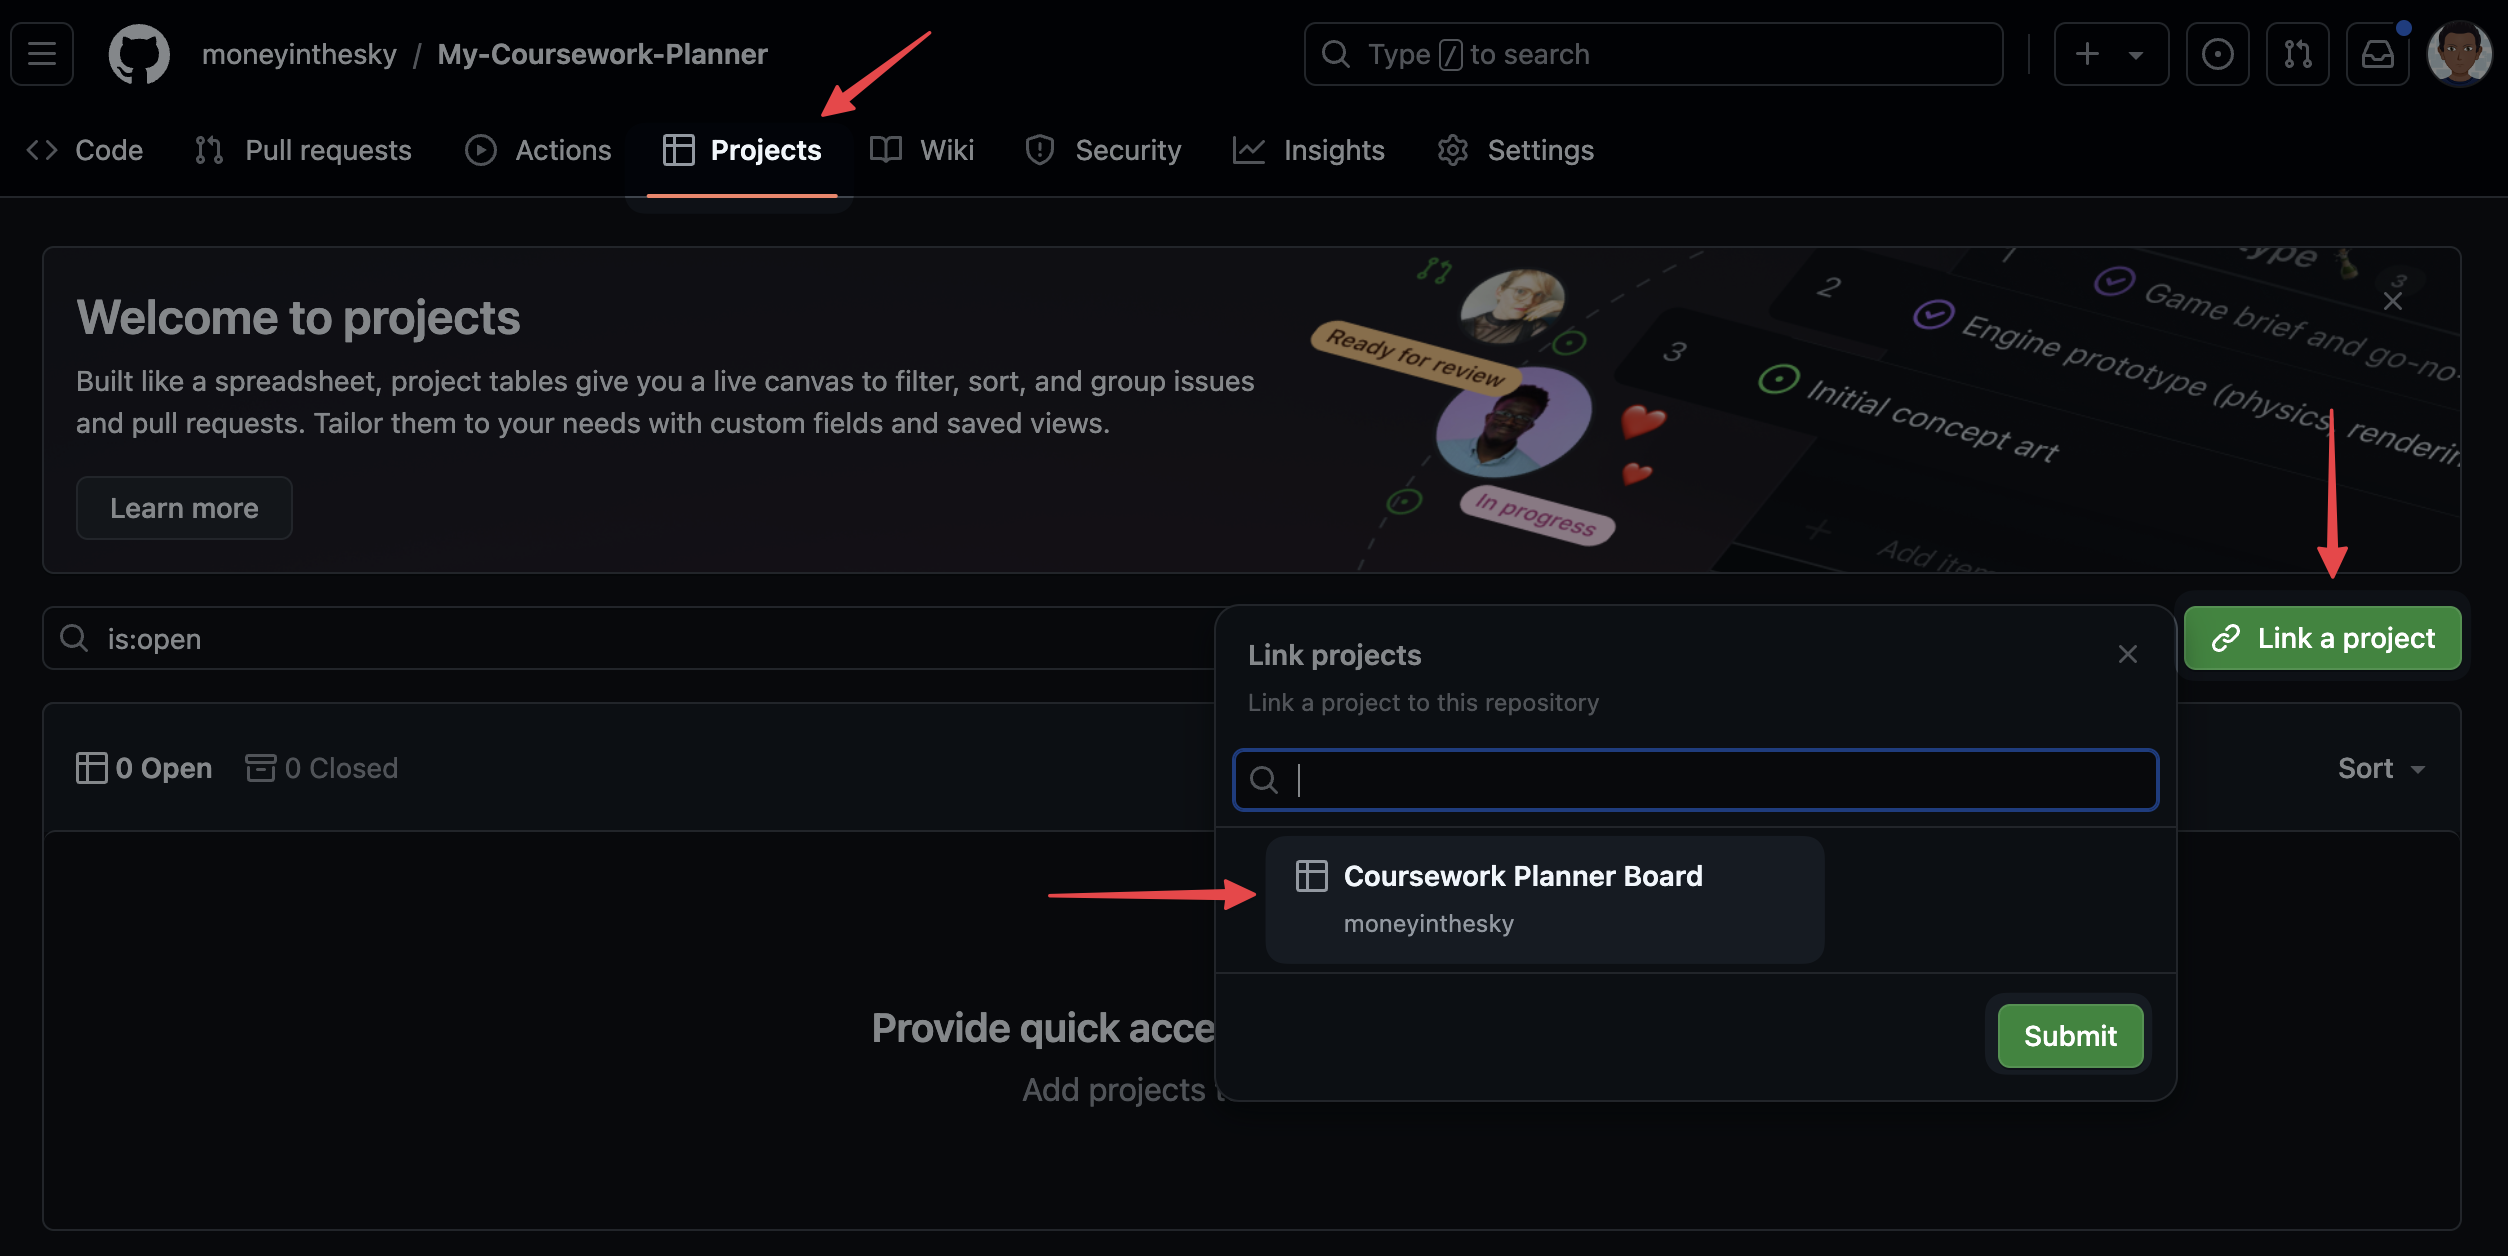 moneyinthesky / My-Coursework-Planner
Type / to search
Code
Pull requests
Actions
Projects
Wiki
Security
Insights
Settings
Welcome to projects
Built like a spreadsheet, project tables give you a live canvas to filter, sort, and group issues
and pull requests. Tailor them to your needs with custom fields and saved views.
Learn more
Ready for review
In progress
1
3
2
Game brief and go-no-
Engine prototype (physics, renderin
3
Initial concept art
+ Add item
is:open
Link a project
0 Open
0 Closed
Sort
Link projects
Link a project to this repository
Coursework Planner Board
moneyinthesky
Submit
Provide quick acce
Add projects t